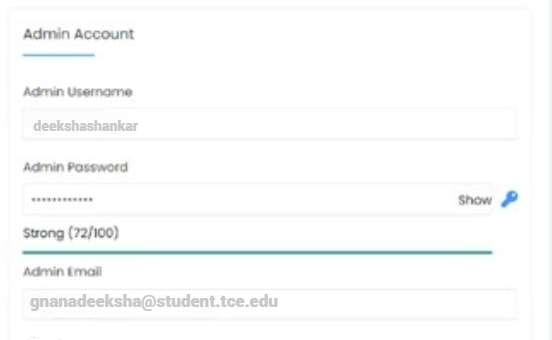 Admin Account
Admin Username
deekshashankar
Admin Password
············ Show
Strong (72/100)
Admin Email
gnanadeeksha@student.tce.edu